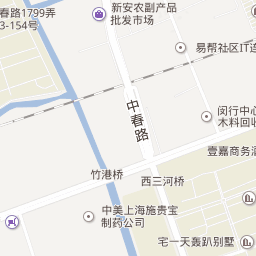 新安农副产品
批发市场
春路1799弄
3-154号
易帮社区IT连
中春路
闵行中心
木料回收
壹嘉商务酒
竹港桥
西三河桥
中美上海施贵宝
制药公司
宅一天轰趴别墅